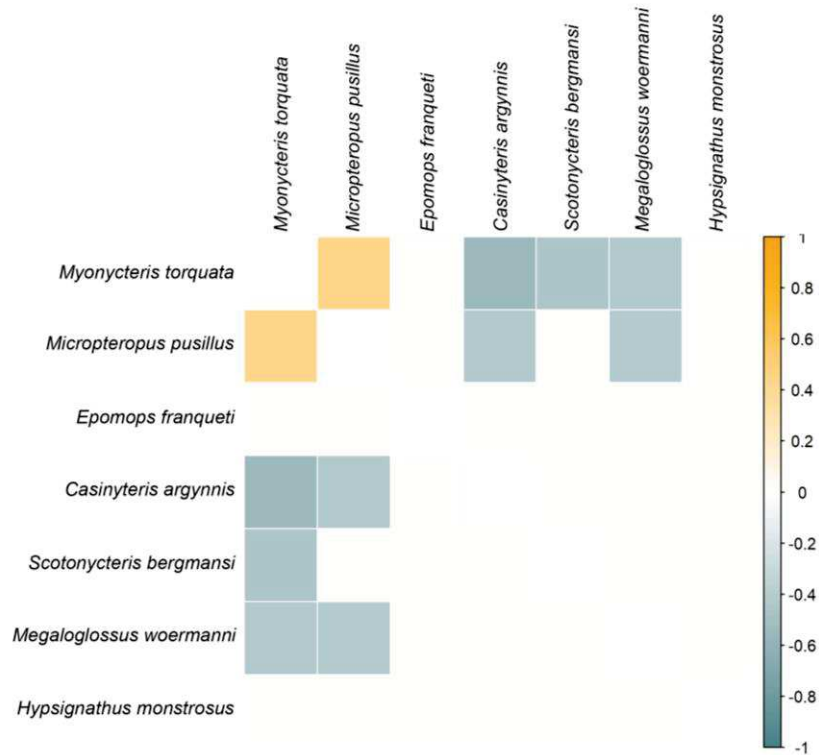 Myonycteris torquata
Micropteropus pusillus
Epomops franqueti
Casinyteris argynnis
Scotonycteris bergmansi
Megaloglossus woermanni
Hypsignathus monstrosus
Myonycteris torquata
Micropteropus pusillus
Epomops franqueti
Casinyteris argynnis
Scotonycteris bergmansi
Megaloglossus woermanni
Hypsignathus monstrosus
1
0.8
0.6
0.4
0.2
0
-0.2
-0.4
-0.6
-0.8
-1